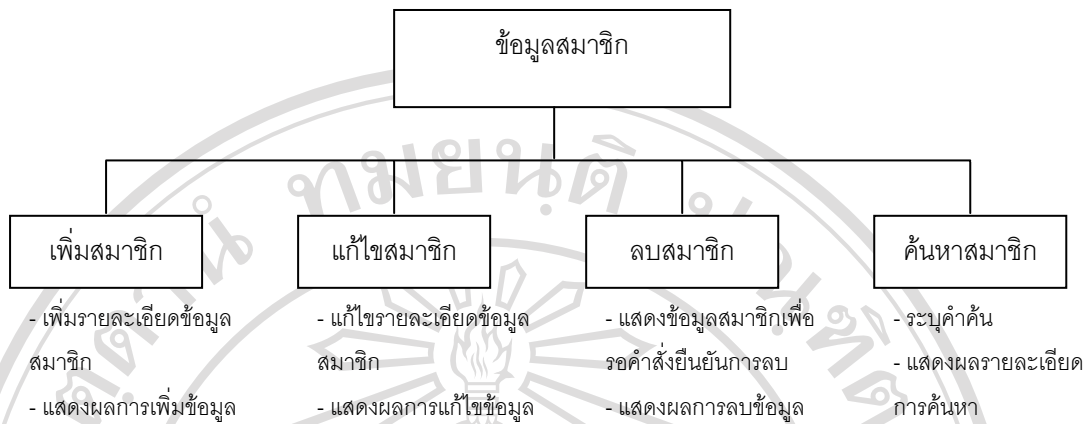 ข้อมูลสมาชิก
เพิ่มสมาชิก
- เพิ่มรายละเอียดข้อมูล
สมาชิก
- แสดงผลการเพิ่มข้อมูล
แก้ไขสมาชิก
- แก้ไขรายละเอียดข้อมูล
สมาชิก
- แสดงผลการแก้ไขข้อมูล
ลบสมาชิก
- แสดงข้อมูลสมาชิกเพื่อ
รอคำสั่งยืนยันการลบ
- แสดงผลการลบข้อมูล
ค้นหาสมาชิก
- ระบุคำค้น
- แสดงผลรายละเอียด
การค้นหา